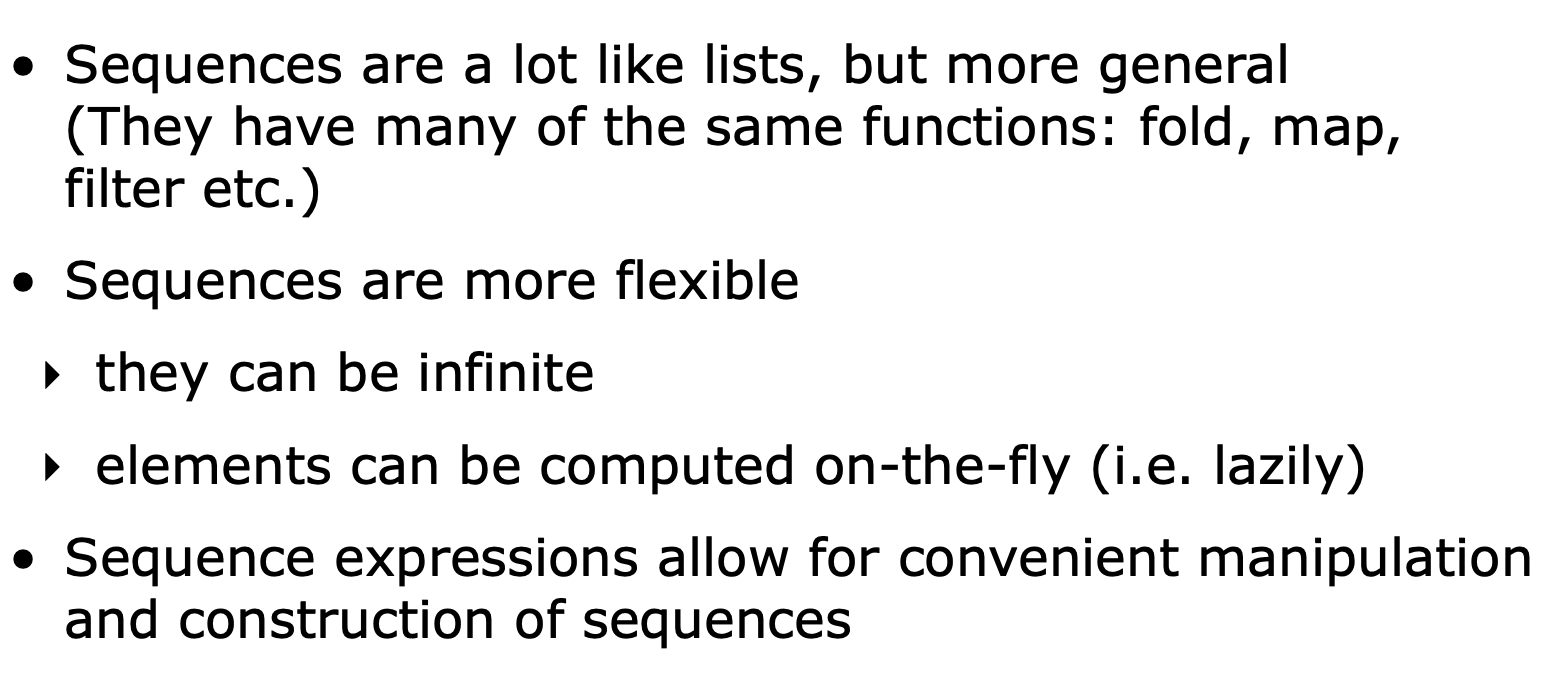 • Sequences are a lot like lists, but more general
(They have many of the same functions: fold, map,
filter etc.)
• Sequences are more flexible
‣ they can be infinite
‣ elements can be computed on-the-fly (i.e. lazily)
• Sequence expressions allow for convenient manipulation
and construction of sequences